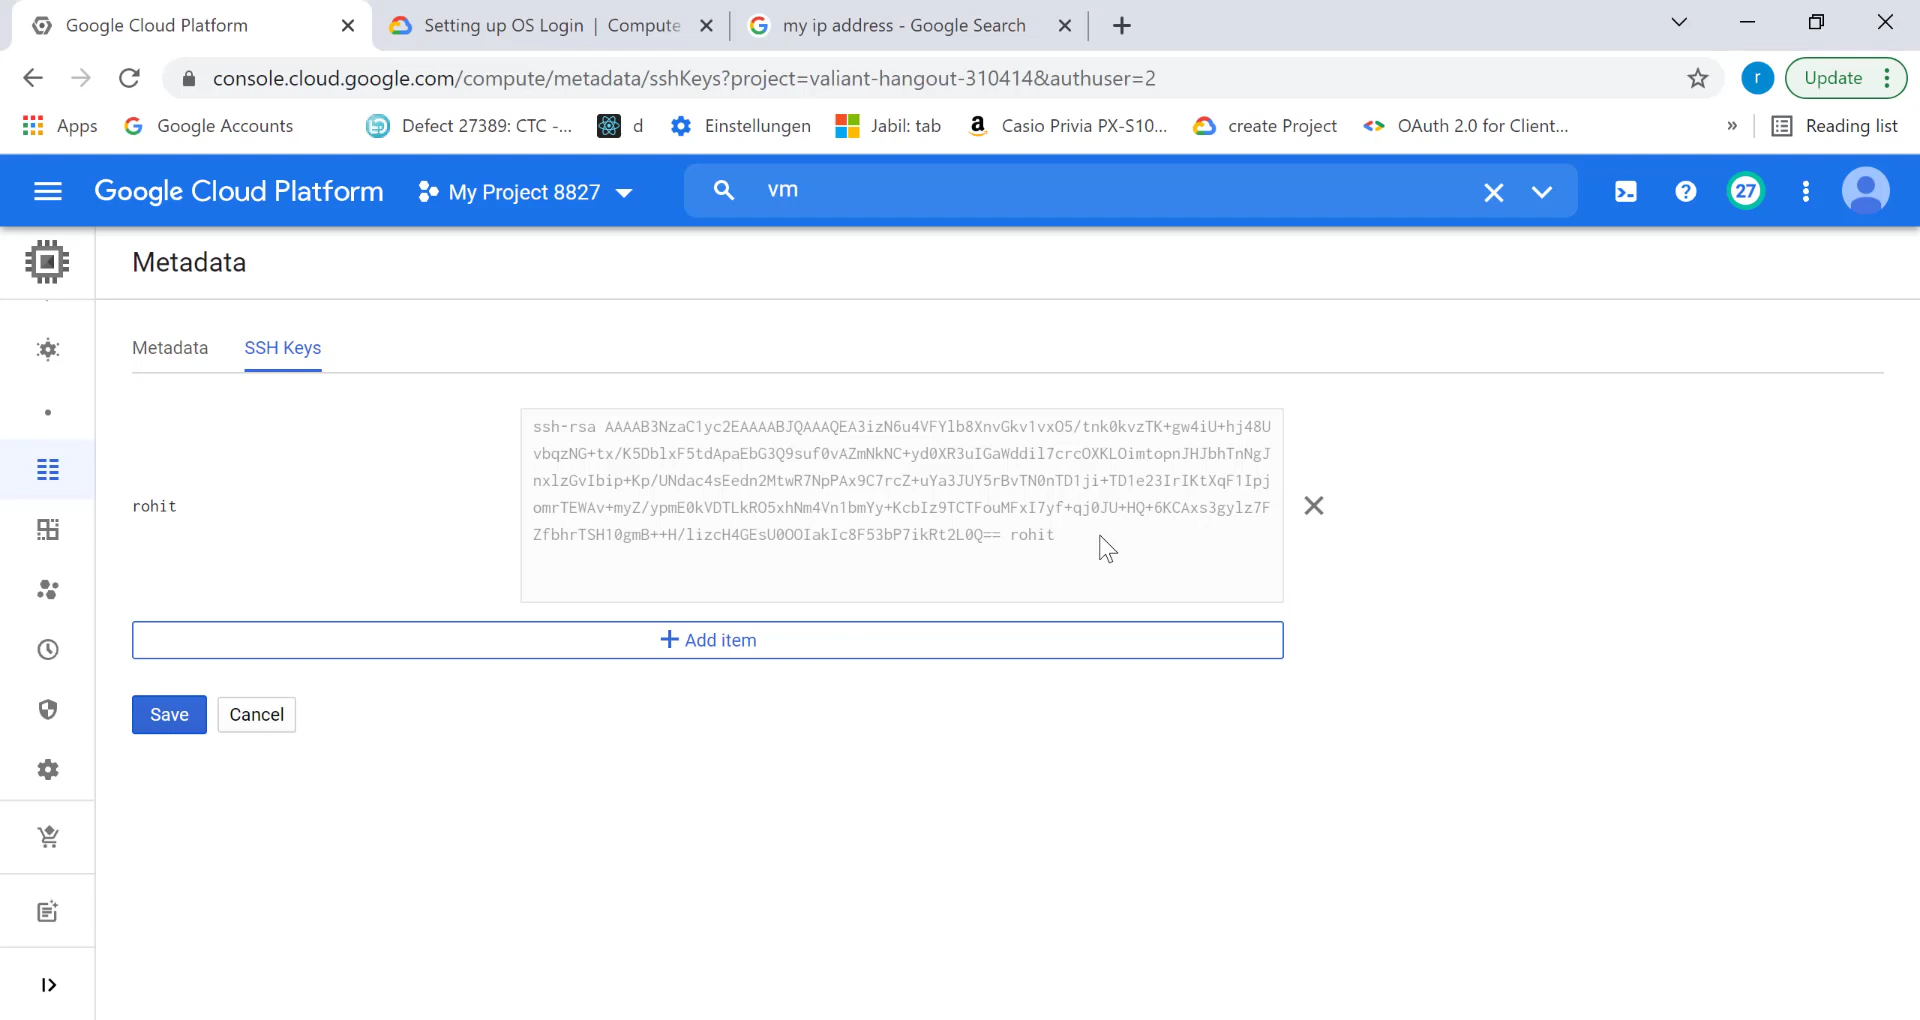 Google Cloud Platform
Setting up OS Login | Compute
my ip address - Google Search
console.cloud.google.com/compute/metadata/sshKeys?project=valiant-hangout-310414&authuser=2
r
Update
Apps
Google Accounts
Defect 27389: CTC -...
d
Einstellungen
Jabil: tab
Casio Privia PX-S10...
create Project
OAuth 2.0 for Client...
»
Reading list
Google Cloud Platform
My Project 8827
vm
27
Metadata
Metadata
SSH Keys
rohit
ssh-rsa AAAAB3NzaC1yc2EAAAABJQAAAQEA3izN6u4VFYlb8XnvGkv1vxO5/tnk0kvzTK+gw4iU+hj48U
vbqzNG+tx/K5DblxF5tdApaEbG3Q9suf0vAZmNkNC+yd0XR3uIGaWddil7crcOXKLOimtopnJHJbhTnNgJ
nxlzGvIbip+Kp/UNdac4sEedn2MtwR7NpPAx9C7rcZ+uYa3JUY5rBvTN0nTD1ji+TD1e23IrIKtXqF1Ipj
omrTEWAv+myZ/ypmE0kVDTLkRO5xhNm4Vn1bmYy+KcbIz9TCTFouMFxI7yf+qj0JU+HQ+6KCAxs3gylz7F
ZfbhrTSH10gmB++H/lizcH4GEsU0OOIakIc8F53bP7ikRt2L0Q== rohit
Add item
Save
Cancel